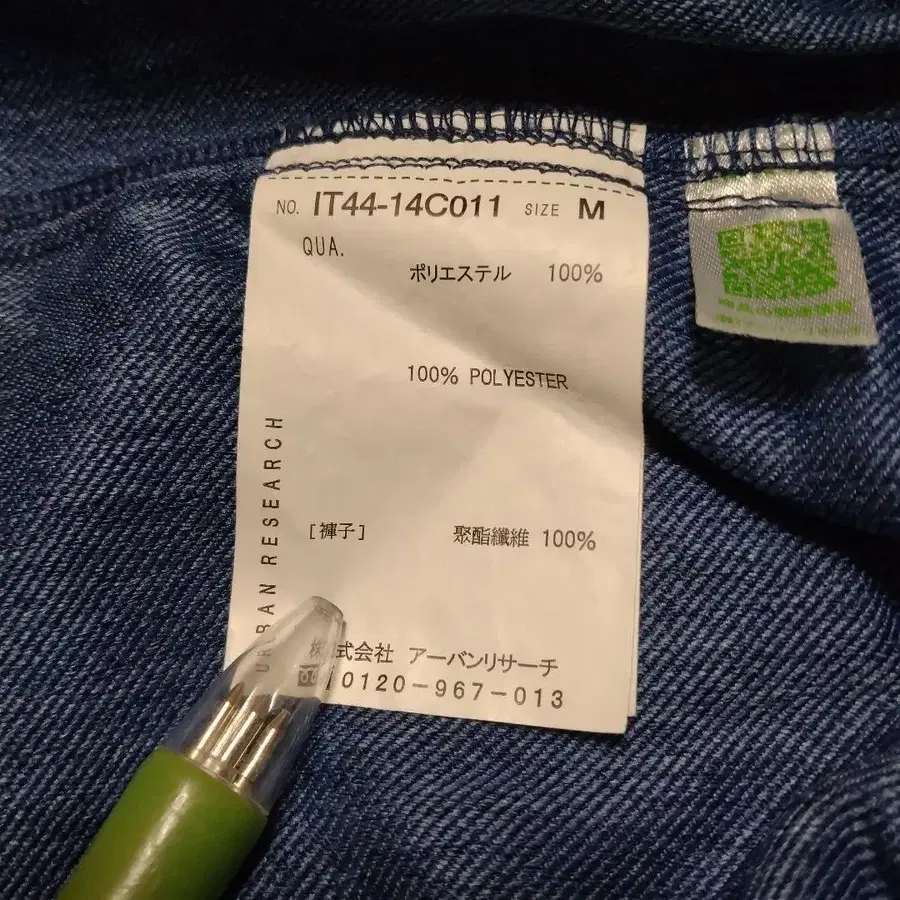 NO. IT44-14C011 SIZE M
QUA.
ポリエステル 100%
100% POLYESTER
[褲子] 聚酯纖維 100%
URBAN RESEARCH
株式会社 アーバンリサーチ
0120-967-013